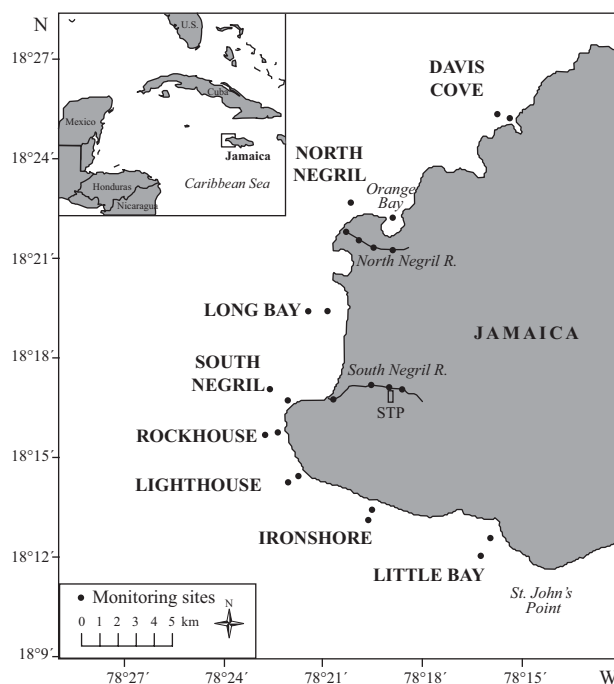 N
U.S.
18°27'
DAVIS
COVE
Cuba
Mexico
Jamaica
18°24'
NORTH
NEGRIL
Orange
Bay
Honduras
Caribbean Sea
Nicaragua
18°21'
North Negril R.
LONG BAY
JAMAICA
18°18'
SOUTH
NEGRIL
South Negril R.
STP
ROCKHOUSE
18°15'
LIGHTHOUSE
IRONSHORE
18°12'
LITTLE BAY
St. John's
Point
Monitoring sites
N
0 1 2 3 4 5 km
18°9'
78°27' 78°24' 78°21' 78°18' 78°15' W